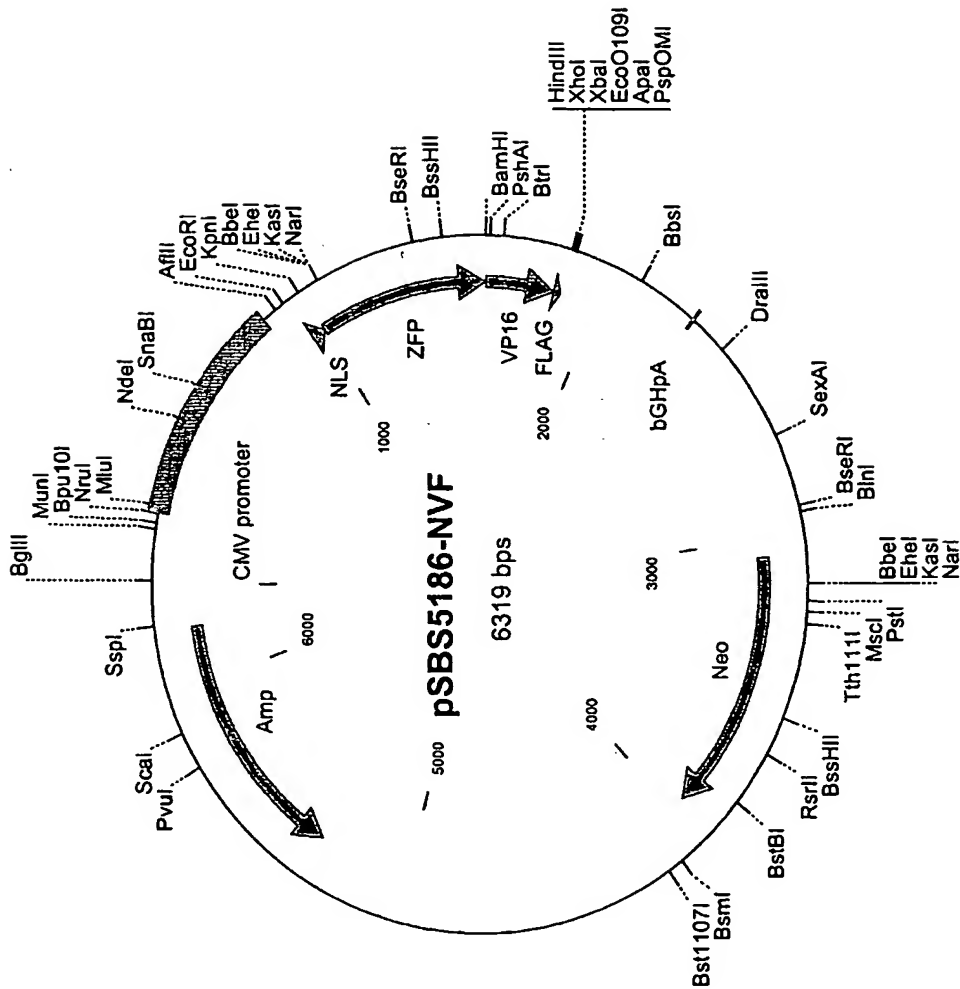 BglII
MunI
Bpu10I
NruI
MluI
NdeI
SnaBI
AflII
EcoRI
KpnI
BbeI
EheI
KasI
NarI
BseRI
BssHII
BamHI
PshAI
BtrI
HindIII
XhoI
XbaI
EcoO109I
ApaI
PspOMI
BbsI
DraIII
SexAI
BseRI
BlnI
BbeI
EheI
KasI
NarI
PstI
MscI
Tth111I
BssHII
RsrII
BstBI
BsmI
Bst1107I
PvuI
ScaI
SspI
CMV promoter
NLS
ZFP
VP16
FLAG
bGHpA
Neo
Amp
1000
2000
3000
4000
5000
6000
pSBS5186-NVF
6319 bps